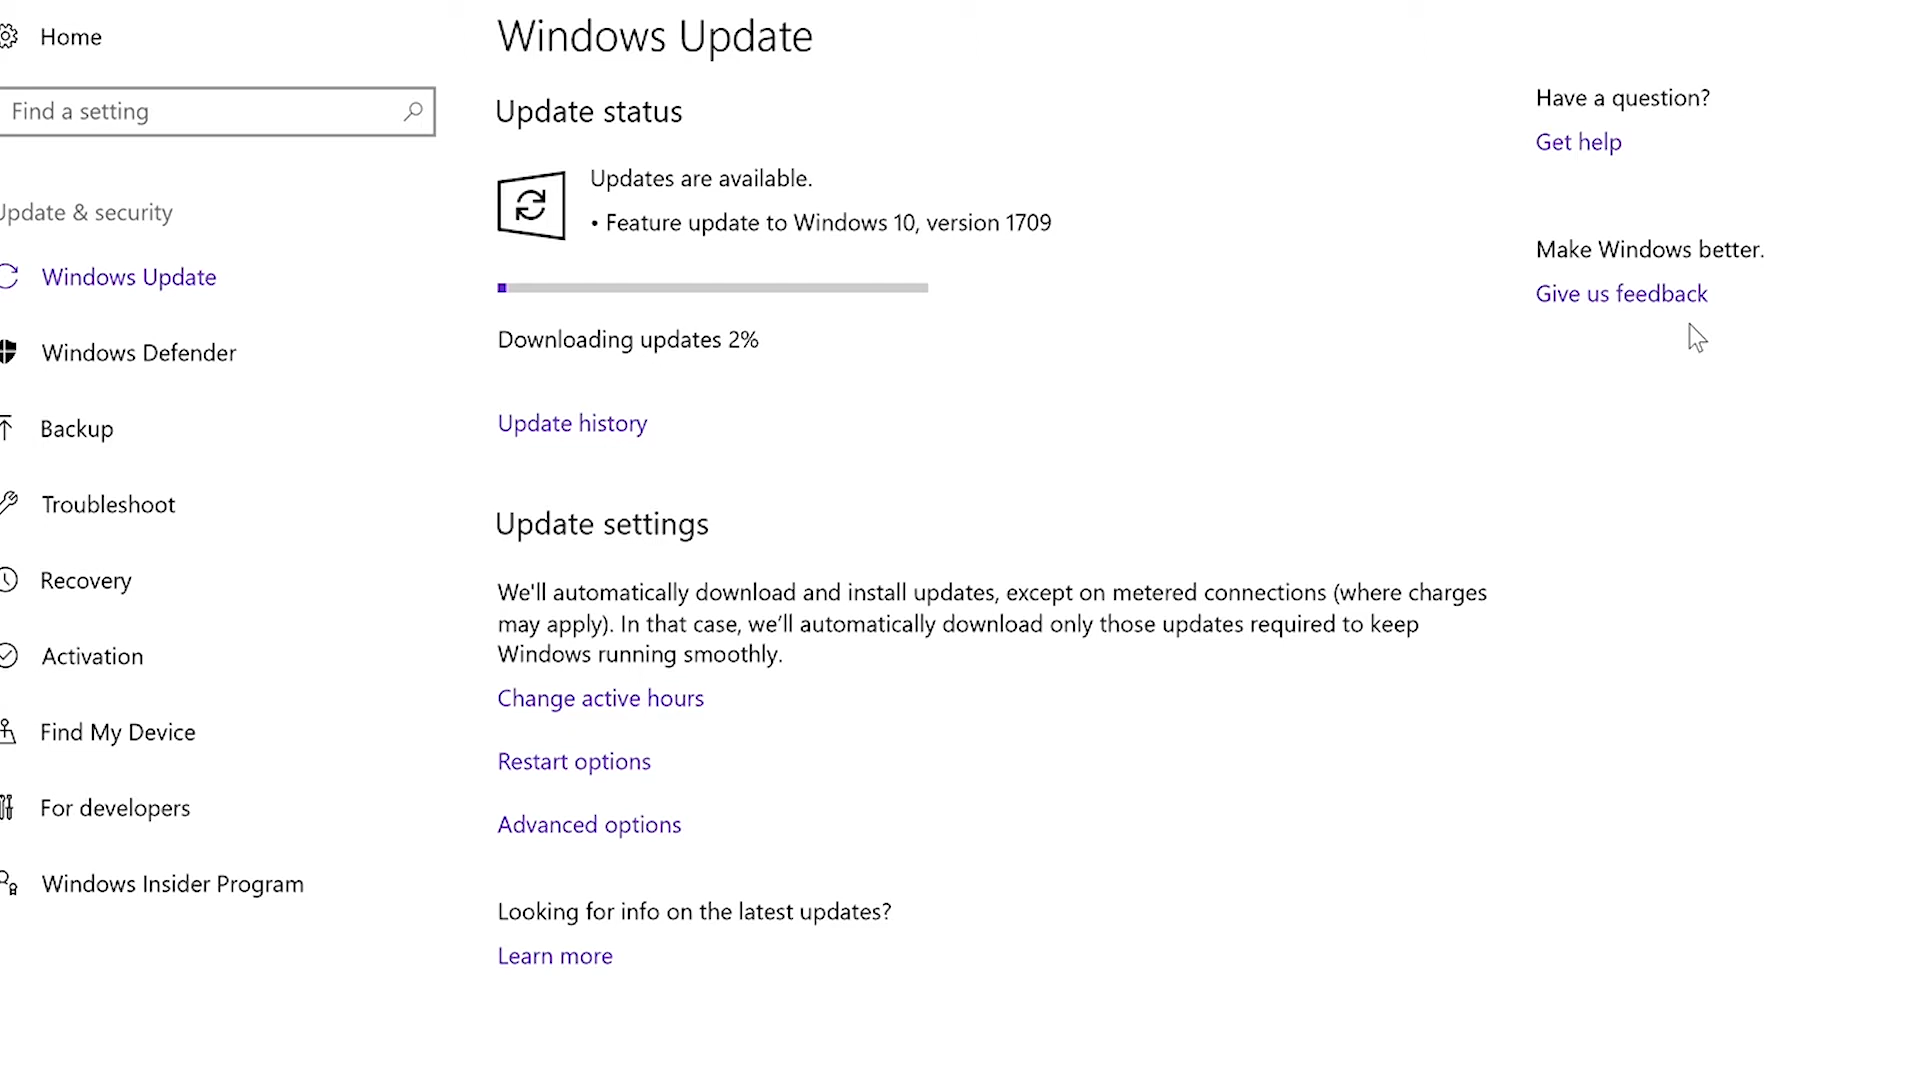 Home
Find a setting
Update & security
Windows Update
Windows Defender
Backup
Troubleshoot
Recovery
Activation
Find My Device
For developers
Windows Insider Program
Windows Update
Update status
Updates are available.
• Feature update to Windows 10, version 1709
Downloading updates 2%
Update history
Update settings
We'll automatically download and install updates, except on metered connections (where charges
may apply). In that case, we’ll automatically download only those updates required to keep
Windows running smoothly.
Change active hours
Restart options
Advanced options
Looking for info on the latest updates?
Learn more
Have a question?
Get help
Make Windows better.
Give us feedback